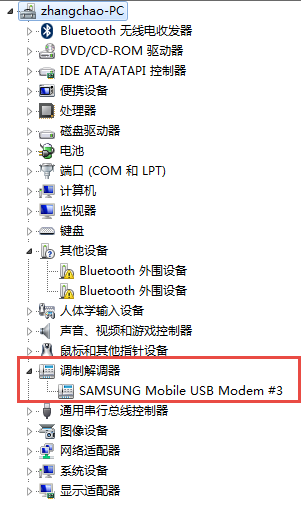 zhangchao-PC
Bluetooth 无线电收发器
DVD/CD-ROM 驱动器
IDE ATA/ATAPI 控制器
便携设备
处理器
磁盘驱动器
电池
端口 (COM 和 LPT)
计算机
监视器
键盘
其他设备
Bluetooth 外围设备
Bluetooth 外围设备
人体学输入设备
声音、视频和游戏控制器
鼠标和其他指针设备
调制解调器
SAMSUNG Mobile USB Modem #3
通用串行总线控制器
图像设备
网络适配器
系统设备
显示适配器